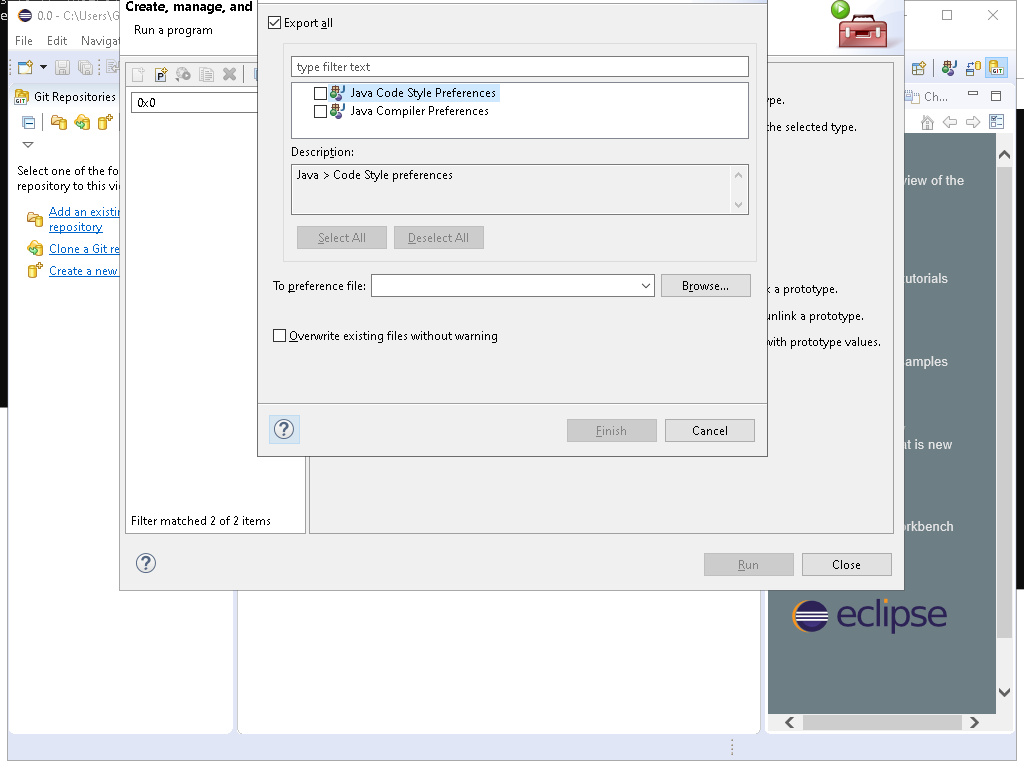 0.0 - C:\Users\G
Create, manage, and
Run a program
File Edit Navigat
Export all
type filter text
Git Repositories
0x0
Java Code Style Preferences
Java Compiler Preferences
ype.
Ch...
he selected type.
Description:
Java > Code Style preferences
Select one of the fo
repository to this vi
view of the
Add an existin
repository
Select All
Deselect All
Clone a Git re
Create a new
utorials
To preference file:
Browse...
k a prototype.
unlink a prototype.
Overwrite existing files without warning
with prototype values.
amples
Finish
Cancel
at is new
Filter matched 2 of 2 items
rkbench
Run
Close
eclipse